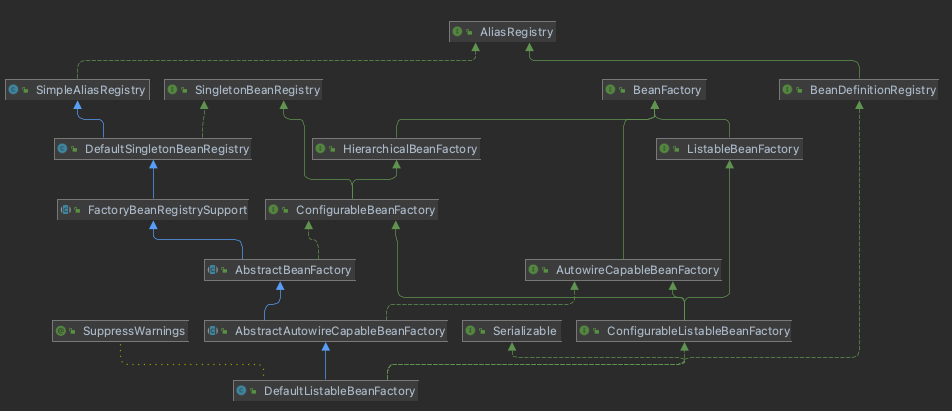 AliasRegistry
SimpleAliasRegistry
SingletonBeanRegistry
BeanFactory
BeanDefinitionRegistry
DefaultSingletonBeanRegistry
HierarchicalBeanFactory
ListableBeanFactory
FactoryBeanRegistrySupport
ConfigurableBeanFactory
AbstractBeanFactory
AutowireCapableBeanFactory
SuppressWarnings
AbstractAutowireCapableBeanFactory
Serializable
ConfigurableListableBeanFactory
DefaultListableBeanFactory